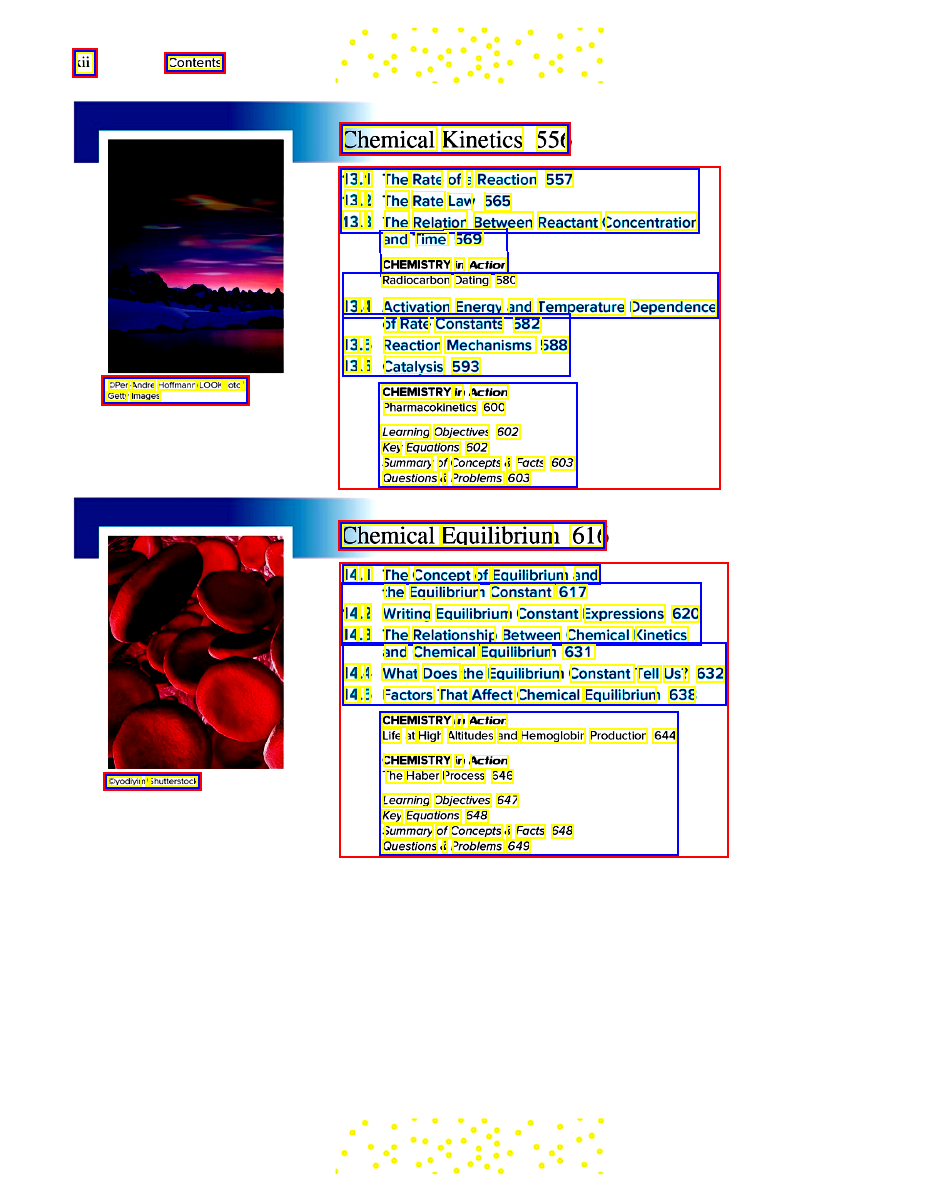 xii
Contents
Chemical Kinetics 556
13.1 The Rate of a Reaction 557
13.2 The Rate Law 565
13.3 The Relation Between Reactant Concentration
and Time 569
CHEMISTRY in Action
Radiocarbon Dating 580
13.4 Activation Energy and Temperature Dependence
of Rate Constants 582
13.5 Reaction Mechanisms 588
13.6 Catalysis 593
©Per-Andre Hoffmann/LOOK-foto/
Getty Images
CHEMISTRY in Action
Pharmacokinetics 600
Learning Objectives 602
Key Equations 602
Summary of Concepts & Facts 603
Questions & Problems 603
Chemical Equilibrium 616
14.1 The Concept of Equilibrium and
the Equilibrium Constant 617
14.2 Writing Equilibrium Constant Expressions 620
14.3 The Relationship Between Chemical Kinetics
and Chemical Equilibrium 631
14.4 What Does the Equilibrium Constant Tell Us? 632
14.5 Factors That Affect Chemical Equilibrium 638
CHEMISTRY in Action
Life at High Altitudes and Hemoglobin Production 644
CHEMISTRY in Action
The Haber Process 646
©yodiyim/Shutterstock
Learning Objectives 647
Key Equations 648
Summary of Concepts & Facts 648
Questions & Problems 649